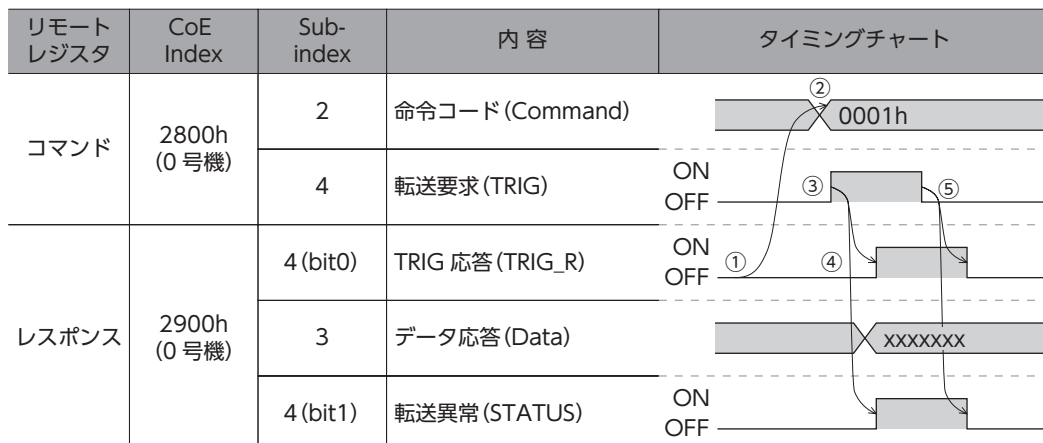 リモート
レジスタ
CoE
Index
Sub-
index
内 容
タイミングチャート
コマンド
2800h
(0 号機)
2
命令コード(Command)
②
0001h
4
転送要求(TRIG)
ON
OFF
③
⑤
レスポンス
2900h
(0 号機)
4(bit0)
TRIG 応答(TRIG_R)
ON
OFF
①
④
3
データ応答(Data)
xxxxxxx
4(bit1)
転送異常(STATUS)
ON
OFF